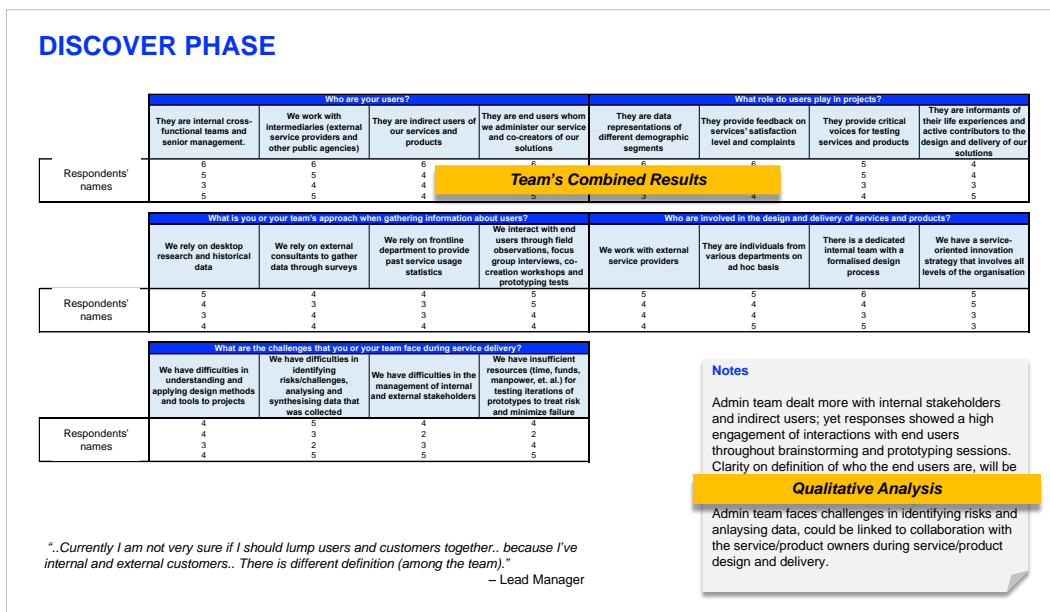 DISCOVER PHASE
Who are your users?
What role do users play in projects?
They are internal cross-
functional teams and
senior management.
We work with
intermediaries (external
service providers and
other public agencies)
They are indirect users of
our services and
products
They are end users whom
we administer our service
and co-creators of our
solutions
They are data
representations of
different demographic
segments
They provide feedback on
services' satisfaction
level and complaints
They provide critical
voices for testing
services and products
They are informants of
their life experiences and
active contributors to the
design and delivery of our
solutions
Respondents'
names
6 6 6 6 6 6 5 4
5 5 4 5 4
3 4 4 3 3
5 5 4 5 3 4 4 5
Team's Combined Results
What is you or your team's approach when gathering information about users?
Who are involved in the design and delivery of services and products?
We rely on desktop
research and historical
data
We rely on external
consultants to gather
data through surveys
We rely on frontline
department to provide
past service usage
statistics
We interact with end
users through field
observations, focus
group interviews, co-
creation workshops and
prototyping tests
We work with external
service providers
They are individuals from
various departments on
ad hoc basis
There is a dedicated
internal team with a
formalised design
process
We have a service-
oriented innovation
strategy that involves all
levels of the organisation
Respondents'
names
5 4 4 5 5 5 6 5
4 3 3 5 4 4 4 5
3 4 3 4 4 4 3 3
4 4 4 4 4 5 5 3
What are the challenges that you or your team face during service delivery?
We have difficulties in
understanding and
applying design methods
and tools to projects
We have difficulties in
identifying
risks/challenges,
analysing and
synthesising data that
was collected
We have difficulties in the
management of internal
and external stakeholders
We have insufficient
resources (time, funds,
manpower, et. al.) for
testing iterations of
prototypes to treat risk
and minimize failure
Respondents'
names
4 5 4 4
4 3 2 2
3 2 3 4
4 5 5 5
Notes
Admin team dealt more with internal stakeholders
and indirect users; yet responses showed a high
engagement of interactions with end users
throughout brainstorming and prototyping sessions.
Clarity on definition of who the end users are, will be
Qualitative Analysis
Admin team faces challenges in identifying risks and
anlaysing data, could be linked to collaboration with
the service/product owners during service/product
design and delivery.
"..Currently I am not very sure if I should lump users and customers together.. because I've
internal and external customers.. There is different definition (among the team)."
– Lead Manager